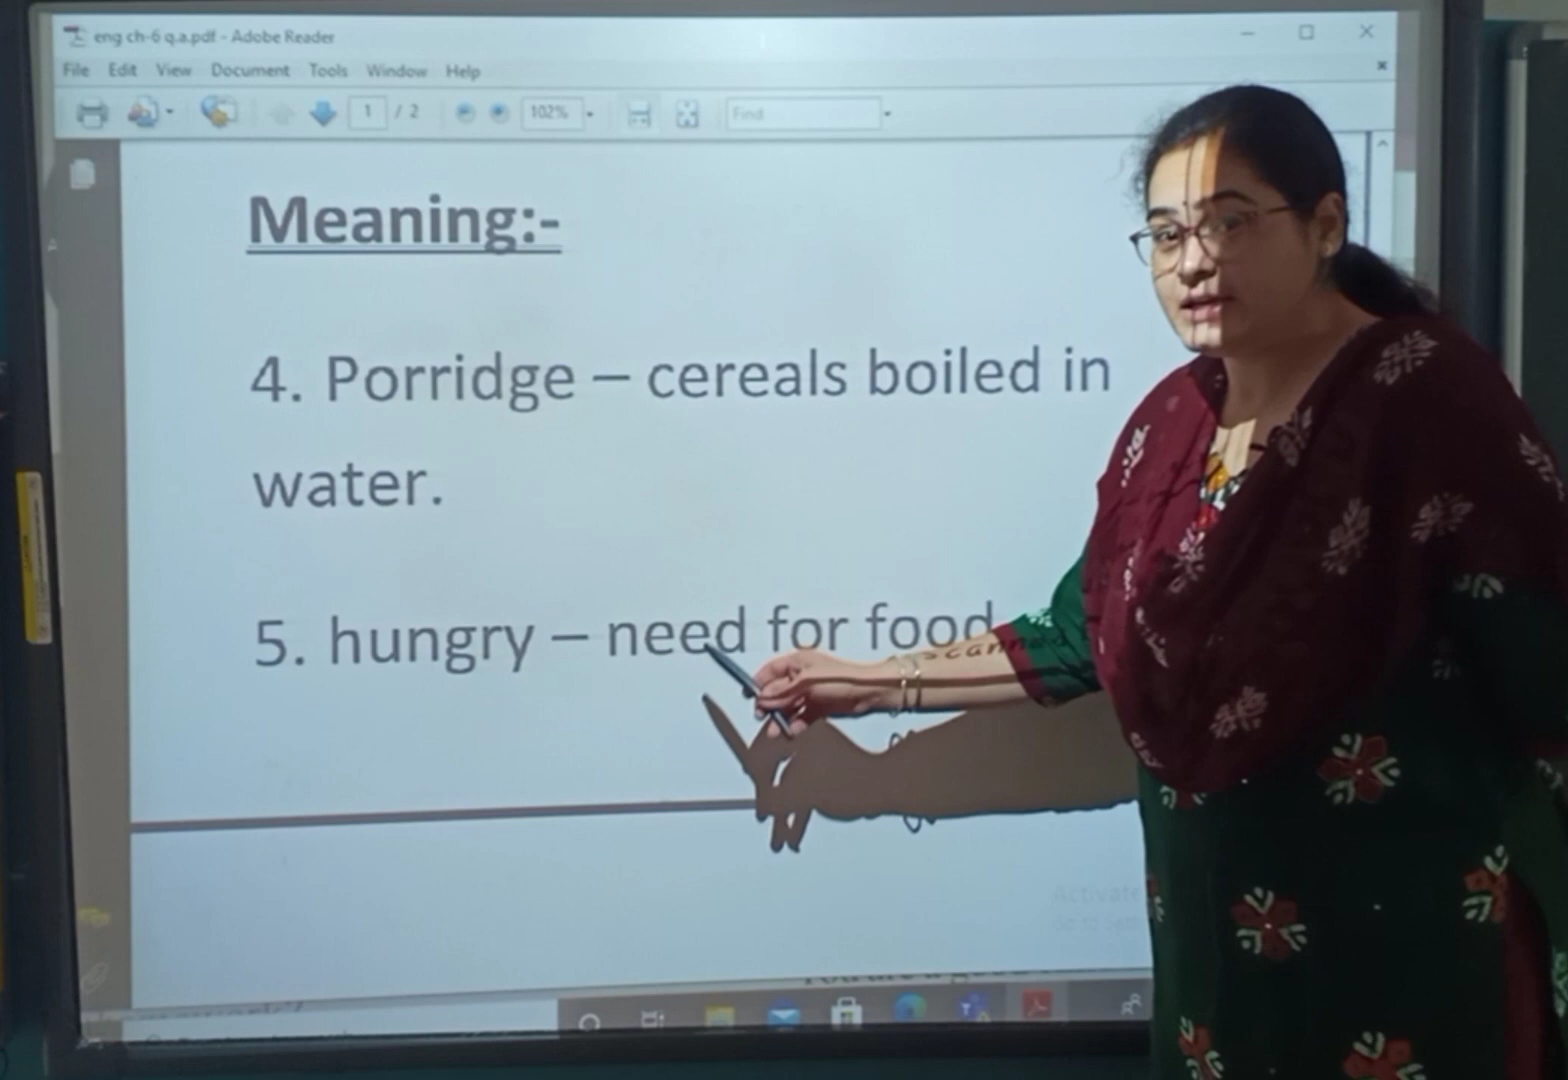 eng ch-6 q.a.pdf - Adobe Reader
File Edit View Document Tools Window Help
1 / 2 102% Find
Meaning:-
4. Porridge – cereals boiled in
water.
5. hungry – need for food
Activate